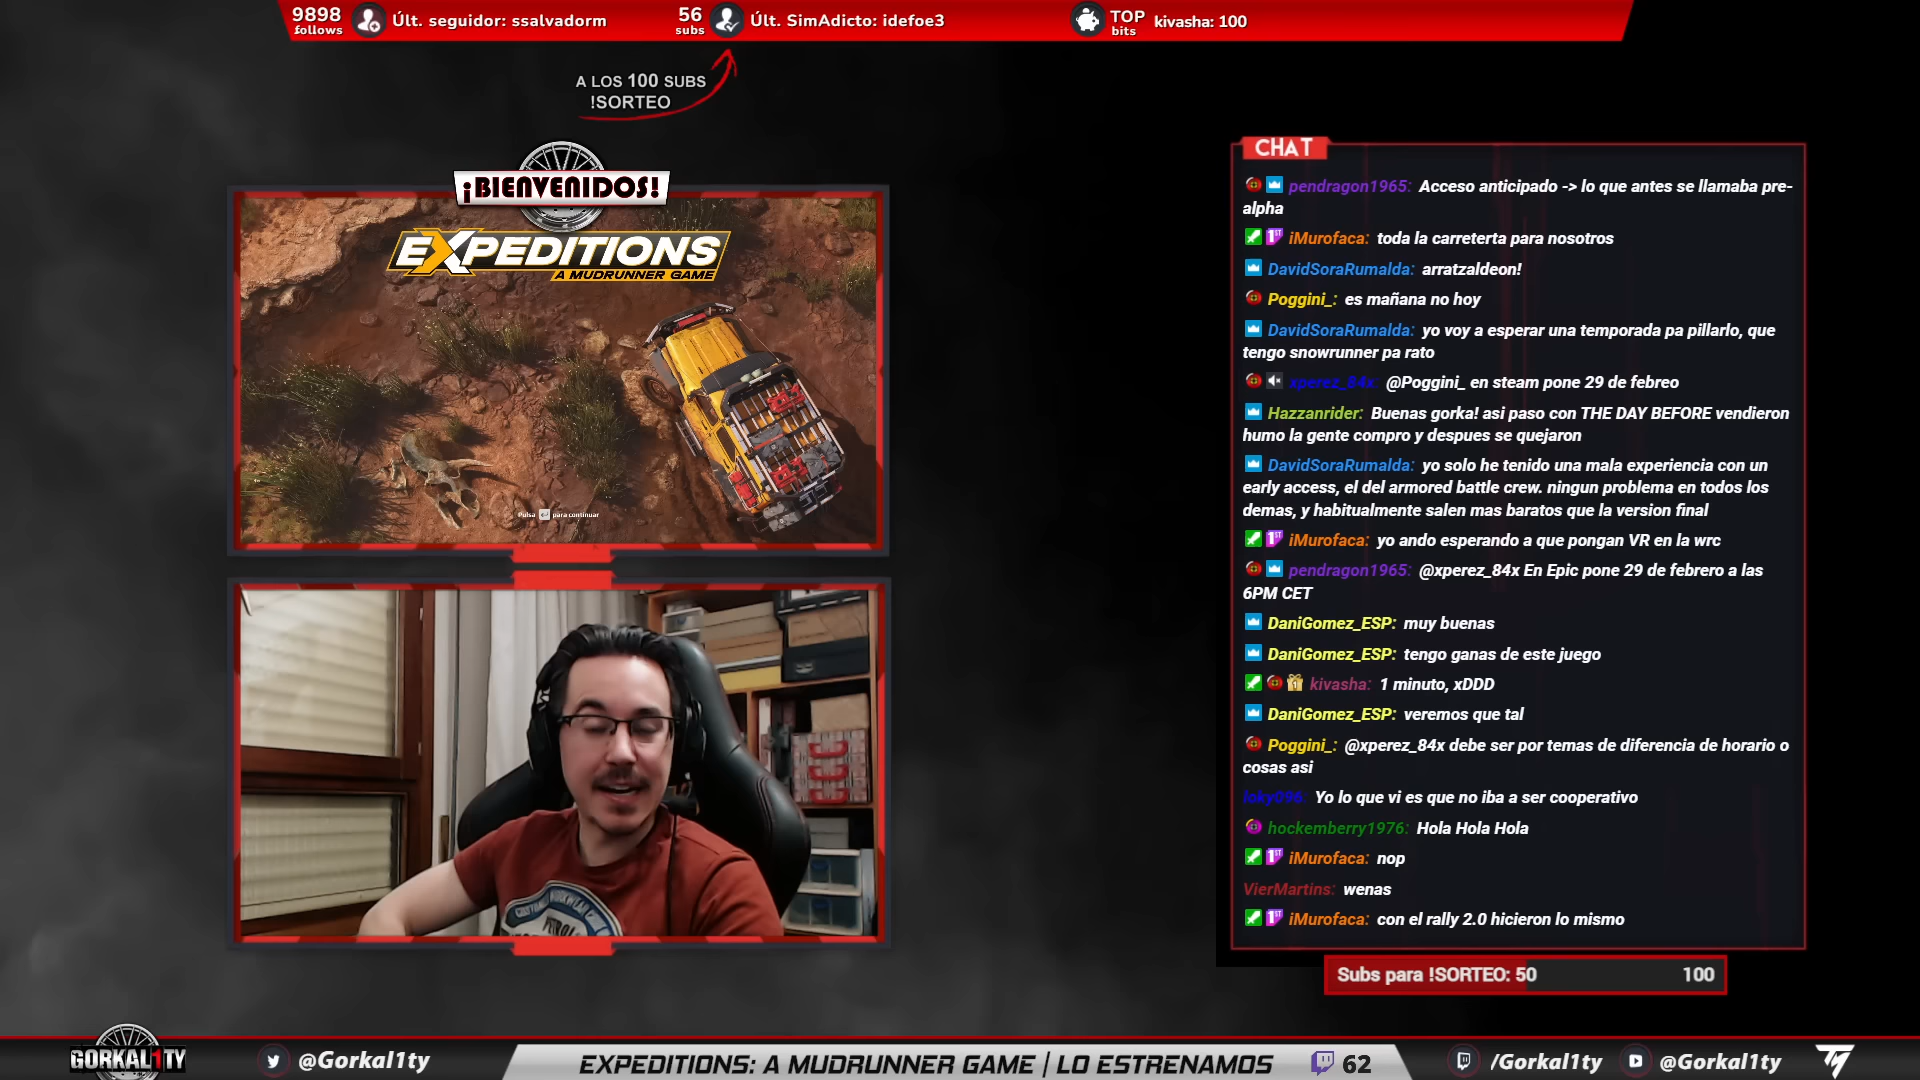 9898
follows
Últ. seguidor: ssalvadorm
56
subs
Últ. SimAdicto: idefoe3
TOP
bits
kivasha: 100
A LOS 100 SUBS
!SORTEO
¡BIENVENIDOS!
EXPEDITIONS
A MUDRUNNER GAME
Pulsa
para continuar
CHAT
pendragon1965: Acceso anticipado -> lo que antes se llamaba pre-
alpha
iMurofaca: toda la carreterta para nosotros
DavidSoraRumalda: arratzaldeon!
Poggini_: es mañana no hoy
DavidSoraRumalda: yo voy a esperar una temporada pa pillarlo, que
tengo snowrunner pa rato
xperez_84x: @Poggini_ en steam pone 29 de febreo
Hazzanrider: Buenas gorka! asi paso con THE DAY BEFORE vendieron
humo la gente compro y despues se quejaron
DavidSoraRumalda: yo solo he tenido una mala experiencia con un
early access, el del armored battle crew. ningun problema en todos los
demas, y habitualmente salen mas baratos que la version final
iMurofaca: yo ando esperando a que pongan VR en la wrc
pendragon1965: @xperez_84x En Epic pone 29 de febrero a las
6PM CET
DaniGomez_ESP: muy buenas
DaniGomez_ESP: tengo ganas de este juego
kivasha: 1 minuto, xDDD
DaniGomez_ESP: veremos que tal
Poggini_: @xperez_84x debe ser por temas de diferencia de horario o
cosas asi
loky096: Yo lo que vi es que no iba a ser cooperativo
hockemberry1976: Hola Hola Hola
iMurofaca: nop
VierMartins: wenas
iMurofaca: con el rally 2.0 hicieron lo mismo
Subs para !SORTEO: 50
100
GORKAL1TY
@Gorkal1ty
EXPEDITIONS: A MUDRUNNER GAME | LO ESTRENAMOS
62
/Gorkal1ty
@Gorkal1ty